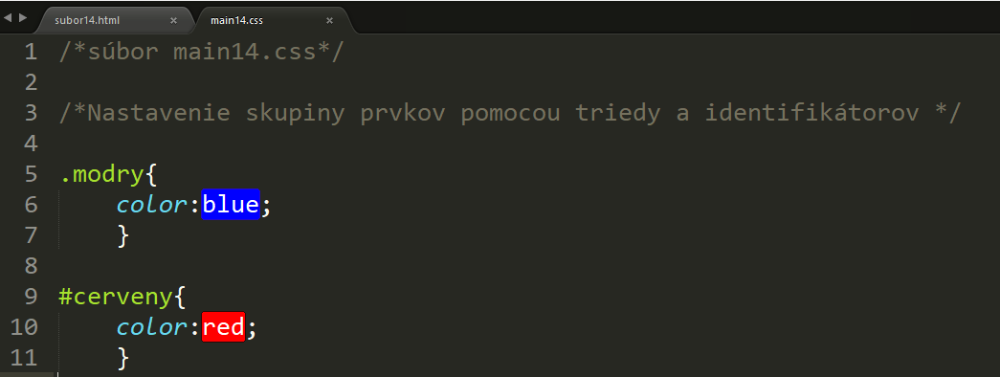 subor14.html × main14.css ×
1 /*súbor main14.css*/
2
3 /*Nastavenie skupiny prvkov pomocou triedy a identifikátorov */
4
5 .modry{
6 color:blue;
7 }
8
9 #cerveny{
10 color:red;
11 }